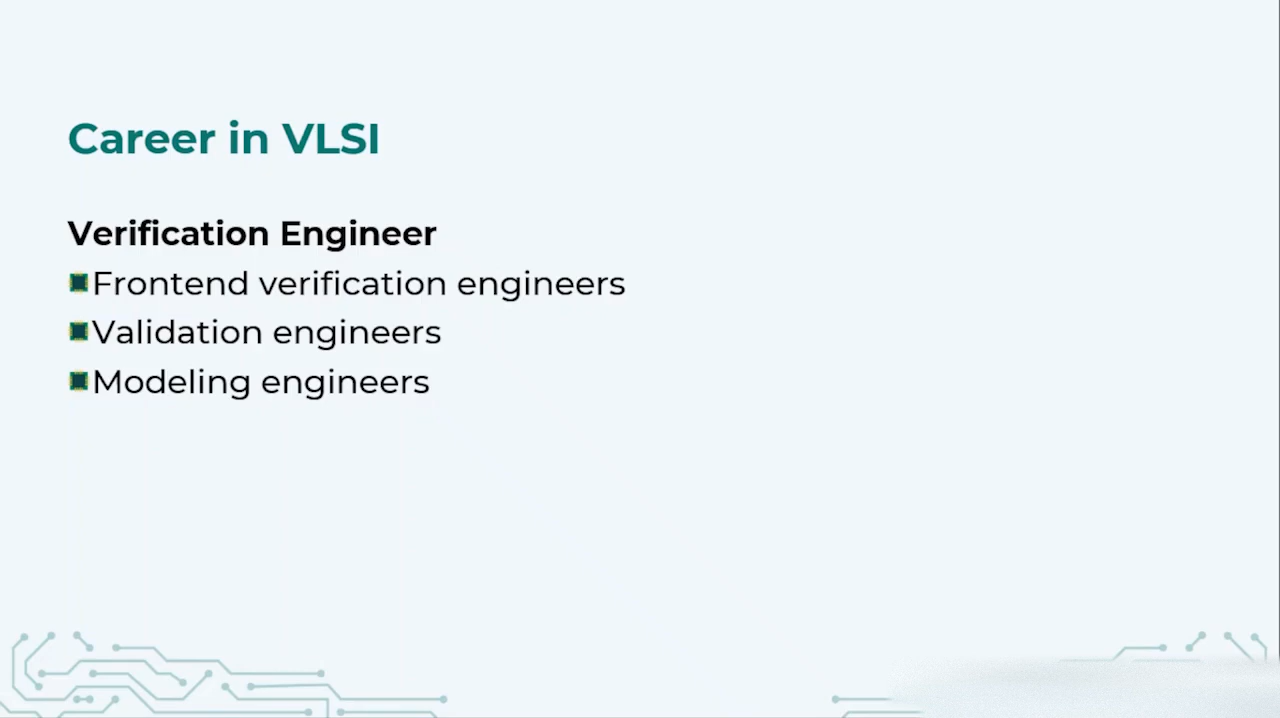 Career in VLSI
Verification Engineer
Frontend verification engineers
Validation engineers
Modeling engineers